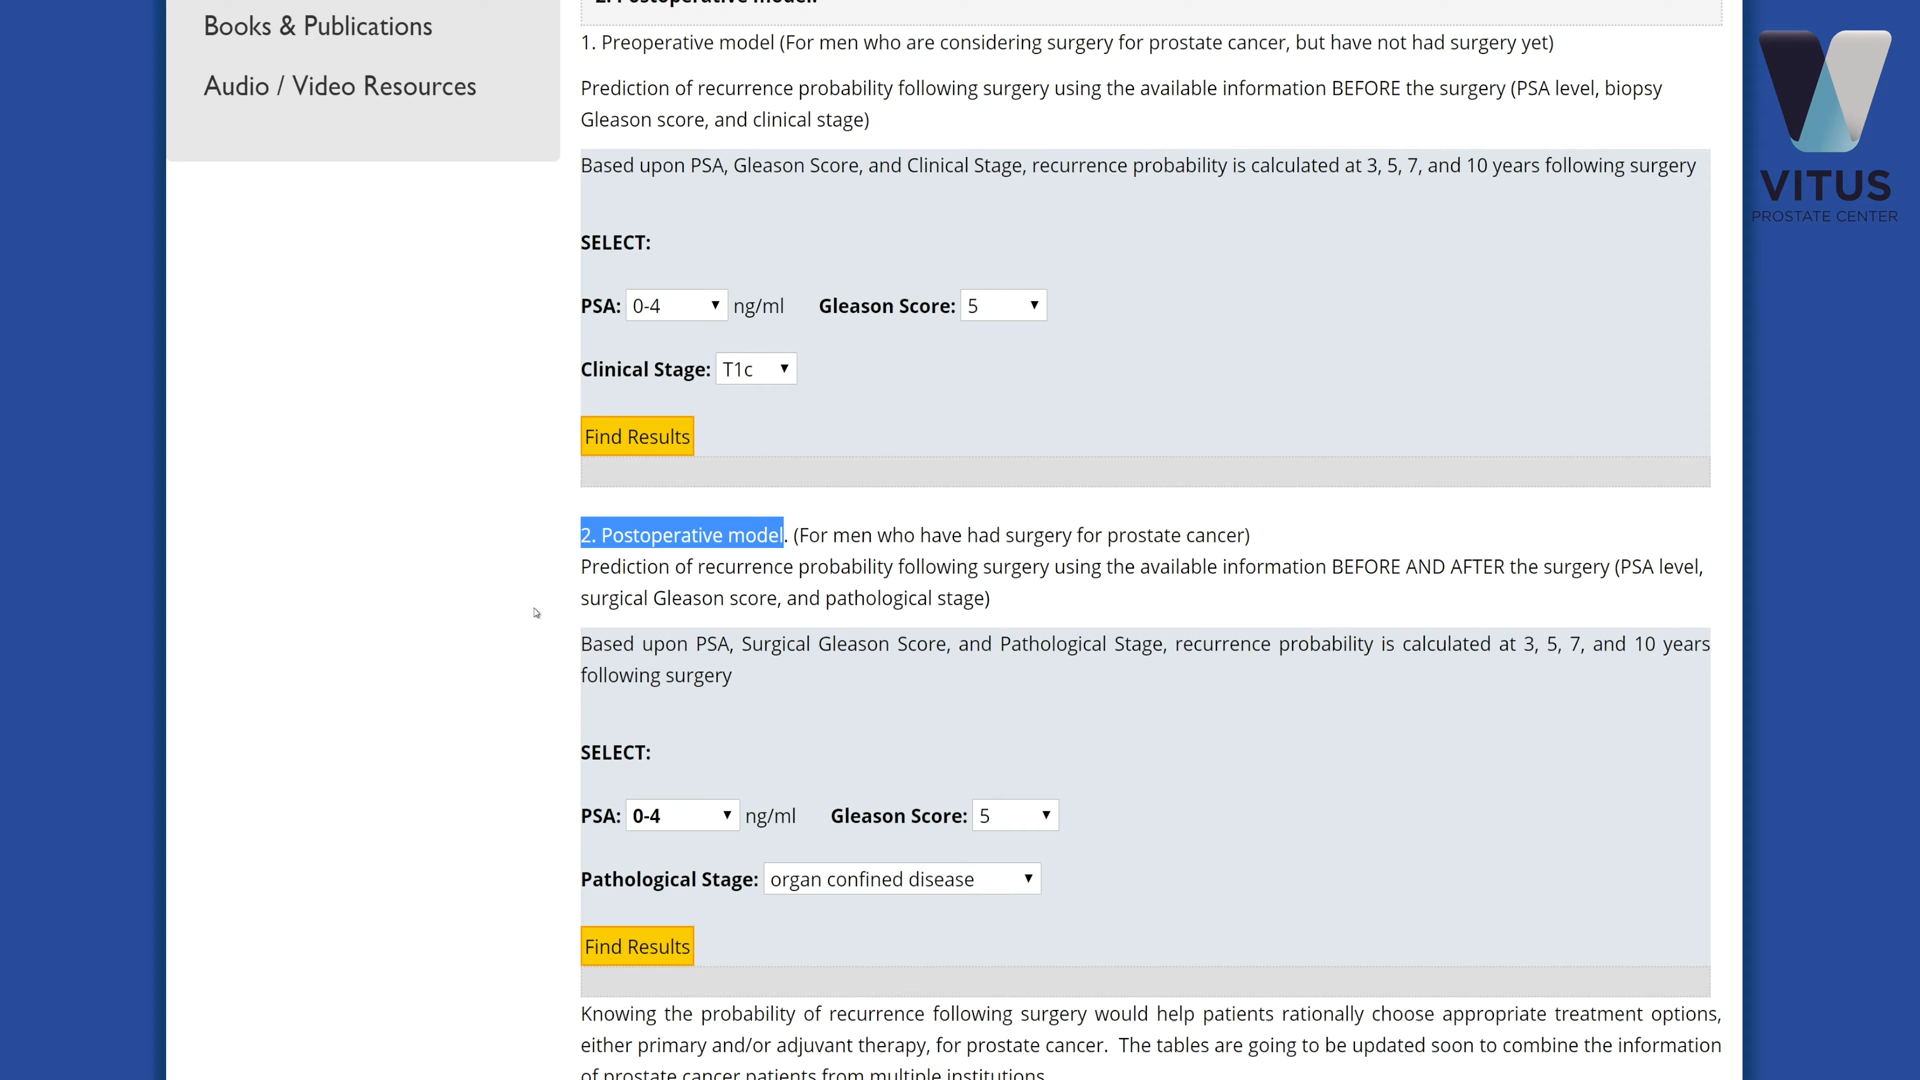 Books & Publications
Audio / Video Resources
1. Preoperative model (For men who are considering surgery for prostate cancer, but have not had surgery yet)
Prediction of recurrence probability following surgery using the available information BEFORE the surgery (PSA level, biopsy
Gleason score, and clinical stage)
Based upon PSA, Gleason Score, and Clinical Stage, recurrence probability is calculated at 3, 5, 7, and 10 years following surgery
SELECT:
PSA: 0-4 ng/ml Gleason Score: 5
Clinical Stage: T1c
Find Results
2. Postoperative model. (For men who have had surgery for prostate cancer)
Prediction of recurrence probability following surgery using the available information BEFORE AND AFTER the surgery (PSA level,
surgical Gleason score, and pathological stage)
Based upon PSA, Surgical Gleason Score, and Pathological Stage, recurrence probability is calculated at 3, 5, 7, and 10 years
following surgery
SELECT:
PSA: 0-4 ng/ml Gleason Score: 5
Pathological Stage: organ confined disease
Find Results
Knowing the probability of recurrence following surgery would help patients rationally choose appropriate treatment options,
either primary and/or adjuvant therapy, for prostate cancer. The tables are going to be updated soon to combine the information
of prostate cancer patients from multiple institutions.
VITUS
PROSTATE CENTER